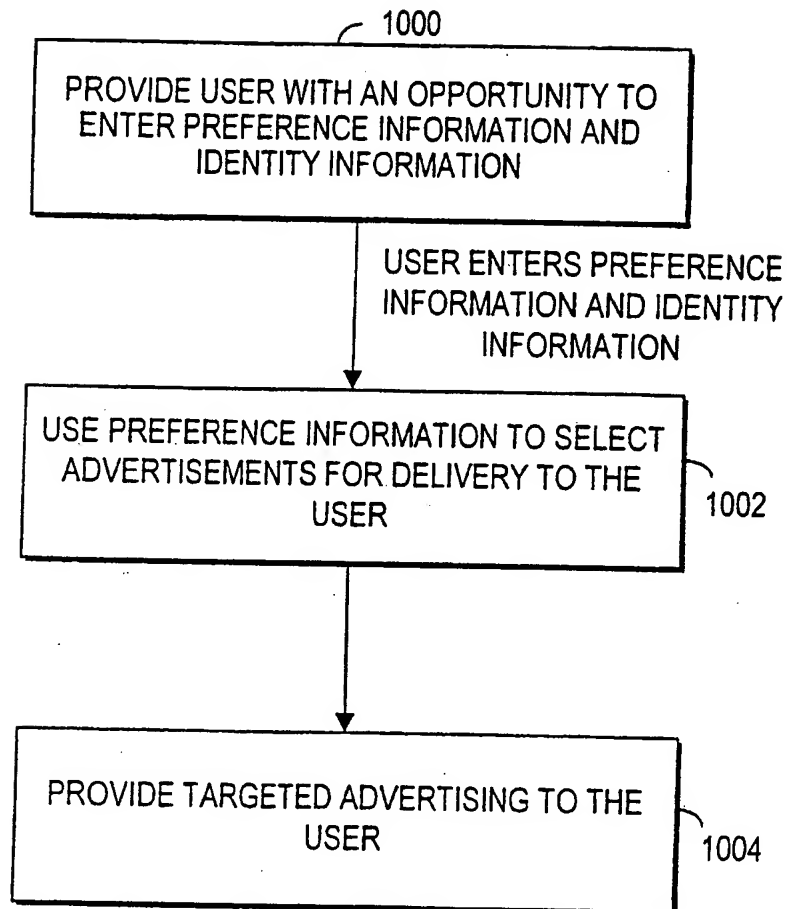 1000
PROVIDE USER WITH AN OPPORTUNITY TO
ENTER PREFERENCE INFORMATION AND
IDENTITY INFORMATION
USER ENTERS PREFERENCE
INFORMATION AND IDENTITY
INFORMATION
USE PREFERENCE INFORMATION TO SELECT
ADVERTISEMENTS FOR DELIVERY TO THE
USER
1002
PROVIDE TARGETED ADVERTISING TO THE
USER
1004